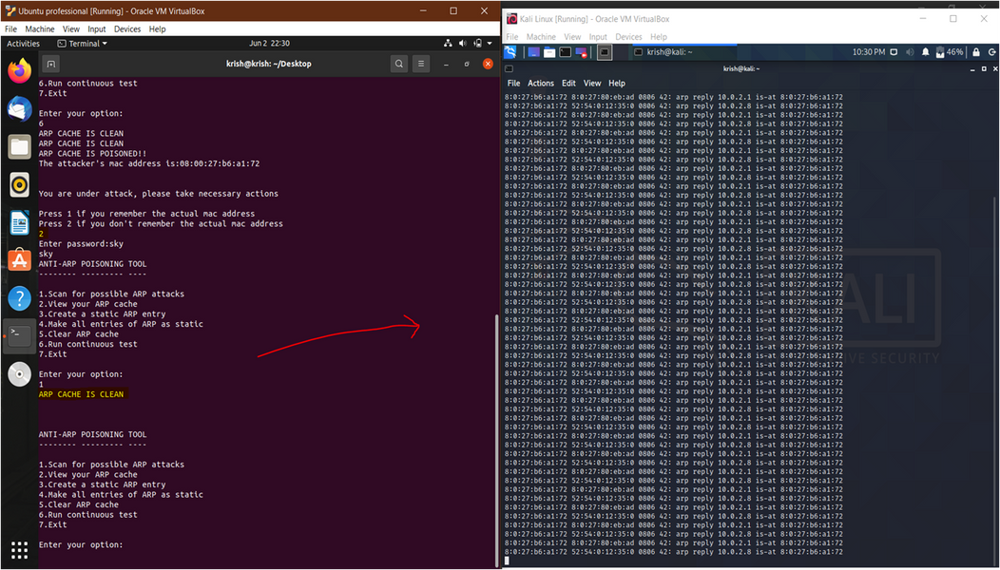 Ubuntu professional [Running] - Oracle VM VirtualBox
File Machine View Input Devices Help
Activities Terminal Jun 2 22:30
krish@krish: ~/Desktop
6.Run continuous test
7.Exit
Enter your option:
6
ARP CACHE IS CLEAN
ARP CACHE IS CLEAN
ARP CACHE IS POISONED!!
The attacker's mac address is:08:00:27:b6:a1:72
You are under attack, please take necessary actions
Press 1 if you remember the actual mac address
Press 2 if you don't remember the actual mac address
2
Enter password:sky
sky
ANTI-ARP POISONING TOOL
-------- --------- ----
1.Scan for possible ARP attacks
2.View your ARP cache
3.Create a static ARP entry
4.Make all entries of ARP as static
5.Clear ARP cache
6.Run continuous test
7.Exit
Enter your option:
1
ARP CACHE IS CLEAN
ANTI-ARP POISONING TOOL
-------- --------- ----
1.Scan for possible ARP attacks
2.View your ARP cache
3.Create a static ARP entry
4.Make all entries of ARP as static
5.Clear ARP cache
6.Run continuous test
7.Exit
Enter your option:
Kali Linux [Running] - Oracle VM VirtualBox
File Machine View Input Devices Help
krish@kali: ~ 10:30 PM 46%
krish@kali: ~
File Actions Edit View Help
8:0:27:b6:a1:72 8:0:27:80:eb:ad 0806 42: arp reply 10.0.2.1 is-at 8:0:27:b6:a1:72
8:0:27:b6:a1:72 52:54:0:12:35:0 0806 42: arp reply 10.0.2.8 is-at 8:0:27:b6:a1:72
8:0:27:b6:a1:72 8:0:27:80:eb:ad 0806 42: arp reply 10.0.2.1 is-at 8:0:27:b6:a1:72
8:0:27:b6:a1:72 52:54:0:12:35:0 0806 42: arp reply 10.0.2.8 is-at 8:0:27:b6:a1:72
8:0:27:b6:a1:72 8:0:27:80:eb:ad 0806 42: arp reply 10.0.2.1 is-at 8:0:27:b6:a1:72
8:0:27:b6:a1:72 52:54:0:12:35:0 0806 42: arp reply 10.0.2.8 is-at 8:0:27:b6:a1:72
8:0:27:b6:a1:72 8:0:27:80:eb:ad 0806 42: arp reply 10.0.2.1 is-at 8:0:27:b6:a1:72
8:0:27:b6:a1:72 52:54:0:12:35:0 0806 42: arp reply 10.0.2.8 is-at 8:0:27:b6:a1:72
8:0:27:b6:a1:72 8:0:27:80:eb:ad 0806 42: arp reply 10.0.2.1 is-at 8:0:27:b6:a1:72
8:0:27:b6:a1:72 52:54:0:12:35:0 0806 42: arp reply 10.0.2.8 is-at 8:0:27:b6:a1:72
8:0:27:b6:a1:72 8:0:27:80:eb:ad 0806 42: arp reply 10.0.2.1 is-at 8:0:27:b6:a1:72
8:0:27:b6:a1:72 52:54:0:12:35:0 0806 42: arp reply 10.0.2.8 is-at 8:0:27:b6:a1:72
8:0:27:b6:a1:72 8:0:27:80:eb:ad 0806 42: arp reply 10.0.2.1 is-at 8:0:27:b6:a1:72
8:0:27:b6:a1:72 52:54:0:12:35:0 0806 42: arp reply 10.0.2.8 is-at 8:0:27:b6:a1:72
8:0:27:b6:a1:72 8:0:27:80:eb:ad 0806 42: arp reply 10.0.2.1 is-at 8:0:27:b6:a1:72
8:0:27:b6:a1:72 52:54:0:12:35:0 0806 42: arp reply 10.0.2.8 is-at 8:0:27:b6:a1:72
8:0:27:b6:a1:72 8:0:27:80:eb:ad 0806 42: arp reply 10.0.2.1 is-at 8:0:27:b6:a1:72
8:0:27:b6:a1:72 52:54:0:12:35:0 0806 42: arp reply 10.0.2.8 is-at 8:0:27:b6:a1:72
8:0:27:b6:a1:72 8:0:27:80:eb:ad 0806 42: arp reply 10.0.2.1 is-at 8:0:27:b6:a1:72
8:0:27:b6:a1:72 52:54:0:12:35:0 0806 42: arp reply 10.0.2.8 is-at 8:0:27:b6:a1:72
8:0:27:b6:a1:72 8:0:27:80:eb:ad 0806 42: arp reply 10.0.2.1 is-at 8:0:27:b6:a1:72
8:0:27:b6:a1:72 52:54:0:12:35:0 0806 42: arp reply 10.0.2.8 is-at 8:0:27:b6:a1:72
8:0:27:b6:a1:72 8:0:27:80:eb:ad 0806 42: arp reply 10.0.2.1 is-at 8:0:27:b6:a1:72
8:0:27:b6:a1:72 52:54:0:12:35:0 0806 42: arp reply 10.0.2.8 is-at 8:0:27:b6:a1:72
8:0:27:b6:a1:72 8:0:27:80:eb:ad 0806 42: arp reply 10.0.2.1 is-at 8:0:27:b6:a1:72
8:0:27:b6:a1:72 52:54:0:12:35:0 0806 42: arp reply 10.0.2.8 is-at 8:0:27:b6:a1:72
8:0:27:b6:a1:72 8:0:27:80:eb:ad 0806 42: arp reply 10.0.2.1 is-at 8:0:27:b6:a1:72
8:0:27:b6:a1:72 52:54:0:12:35:0 0806 42: arp reply 10.0.2.8 is-at 8:0:27:b6:a1:72
8:0:27:b6:a1:72 8:0:27:80:eb:ad 0806 42: arp reply 10.0.2.1 is-at 8:0:27:b6:a1:72
8:0:27:b6:a1:72 52:54:0:12:35:0 0806 42: arp reply 10.0.2.8 is-at 8:0:27:b6:a1:72
8:0:27:b6:a1:72 8:0:27:80:eb:ad 0806 42: arp reply 10.0.2.1 is-at 8:0:27:b6:a1:72
8:0:27:b6:a1:72 52:54:0:12:35:0 0806 42: arp reply 10.0.2.8 is-at 8:0:27:b6:a1:72
8:0:27:b6:a1:72 8:0:27:80:eb:ad 0806 42: arp reply 10.0.2.1 is-at 8:0:27:b6:a1:72
8:0:27:b6:a1:72 52:54:0:12:35:0 0806 42: arp reply 10.0.2.8 is-at 8:0:27:b6:a1:72
8:0:27:b6:a1:72 8:0:27:80:eb:ad 0806 42: arp reply 10.0.2.1 is-at 8:0:27:b6:a1:72
8:0:27:b6:a1:72 52:54:0:12:35:0 0806 42: arp reply 10.0.2.8 is-at 8:0:27:b6:a1:72
8:0:27:b6:a1:72 8:0:27:80:eb:ad 0806 42: arp reply 10.0.2.1 is-at 8:0:27:b6:a1:72
8:0:27:b6:a1:72 52:54:0:12:35:0 0806 42: arp reply 10.0.2.8 is-at 8:0:27:b6:a1:72
8:0:27:b6:a1:72 8:0:27:80:eb:ad 0806 42: arp reply 10.0.2.1 is-at 8:0:27:b6:a1:72
8:0:27:b6:a1:72 52:54:0:12:35:0 0806 42: arp reply 10.0.2.8 is-at 8:0:27:b6:a1:72
8:0:27:b6:a1:72 8:0:27:80:eb:ad 0806 42: arp reply 10.0.2.1 is-at 8:0:27:b6:a1:72
8:0:27:b6:a1:72 52:54:0:12:35:0 0806 42: arp reply 10.0.2.8 is-at 8:0:27:b6:a1:72
8:0:27:b6:a1:72 8:0:27:80:eb:ad 0806 42: arp reply 10.0.2.1 is-at 8:0:27:b6:a1:72
8:0:27:b6:a1:72 52:54:0:12:35:0 0806 42: arp reply 10.0.2.8 is-at 8:0:27:b6:a1:72
8:0:27:b6:a1:72 8:0:27:80:eb:ad 0806 42: arp reply 10.0.2.1 is-at 8:0:27:b6:a1:72
8:0:27:b6:a1:72 52:54:0:12:35:0 0806 42: arp reply 10.0.2.8 is-at 8:0:27:b6:a1:72
8:0:27:b6:a1:72 8:0:27:80:eb:ad 0806 42: arp reply 10.0.2.1 is-at 8:0:27:b6:a1:72
8:0:27:b6:a1:72 52:54:0:12:35:0 0806 42: arp reply 10.0.2.8 is-at 8:0:27:b6:a1:72
8:0:27:b6:a1:72 8:0:27:80:eb:ad 0806 42: arp reply 10.0.2.1 is-at 8:0:27:b6:a1:72
8:0:27:b6:a1:72 52:54:0:12:35:0 0806 42: arp reply 10.0.2.8 is-at 8:0:27:b6:a1:72
8:0:27:b6:a1:72 8:0:27:80:eb:ad 0806 42: arp reply 10.0.2.1 is-at 8:0:27:b6:a1:72
8:0:27:b6:a1:72 52:54:0:12:35:0 0806 42: arp reply 10.0.2.8 is-at 8:0:27:b6:a1:72
ALI
VE SECURITY